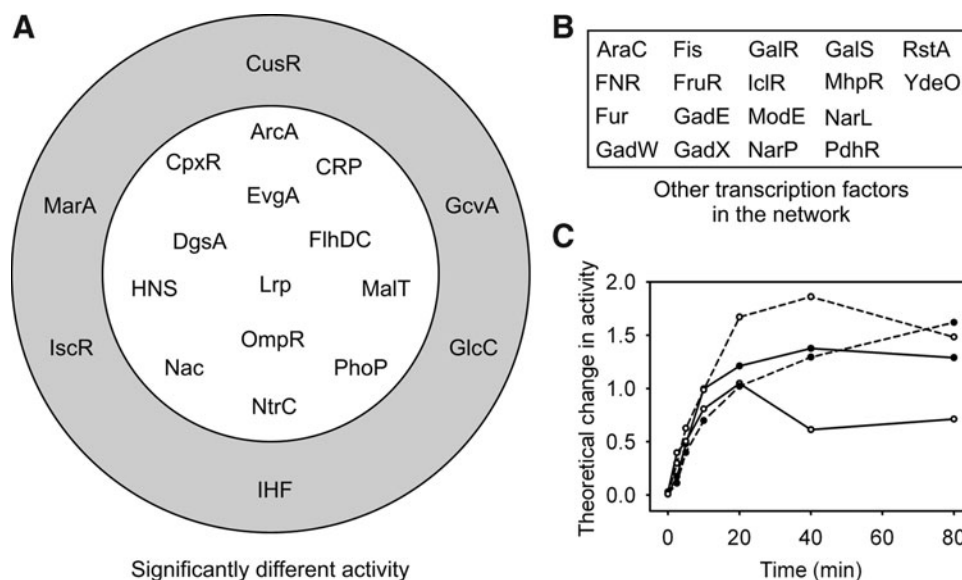 A
CusR
ArcA
CpxR
CRP
EvgA
MarA
GcvA
DgsA
FlhDC
HNS
Lrp
MalT
IscR
OmpR
GlcC
Nac
PhoP
NtrC
IHF
Significantly different activity
B
AraC Fis GalR GalS RstA
FNR FruR IclR MhpR YdeO
Fur GadE ModE NarL
GadW GadX NarP PdhR
Other transcription factors
in the network
C
Theoretical change in activity
2.0
1.5
1.0
0.5
0.0
0 20 40 60 80
Time (min)